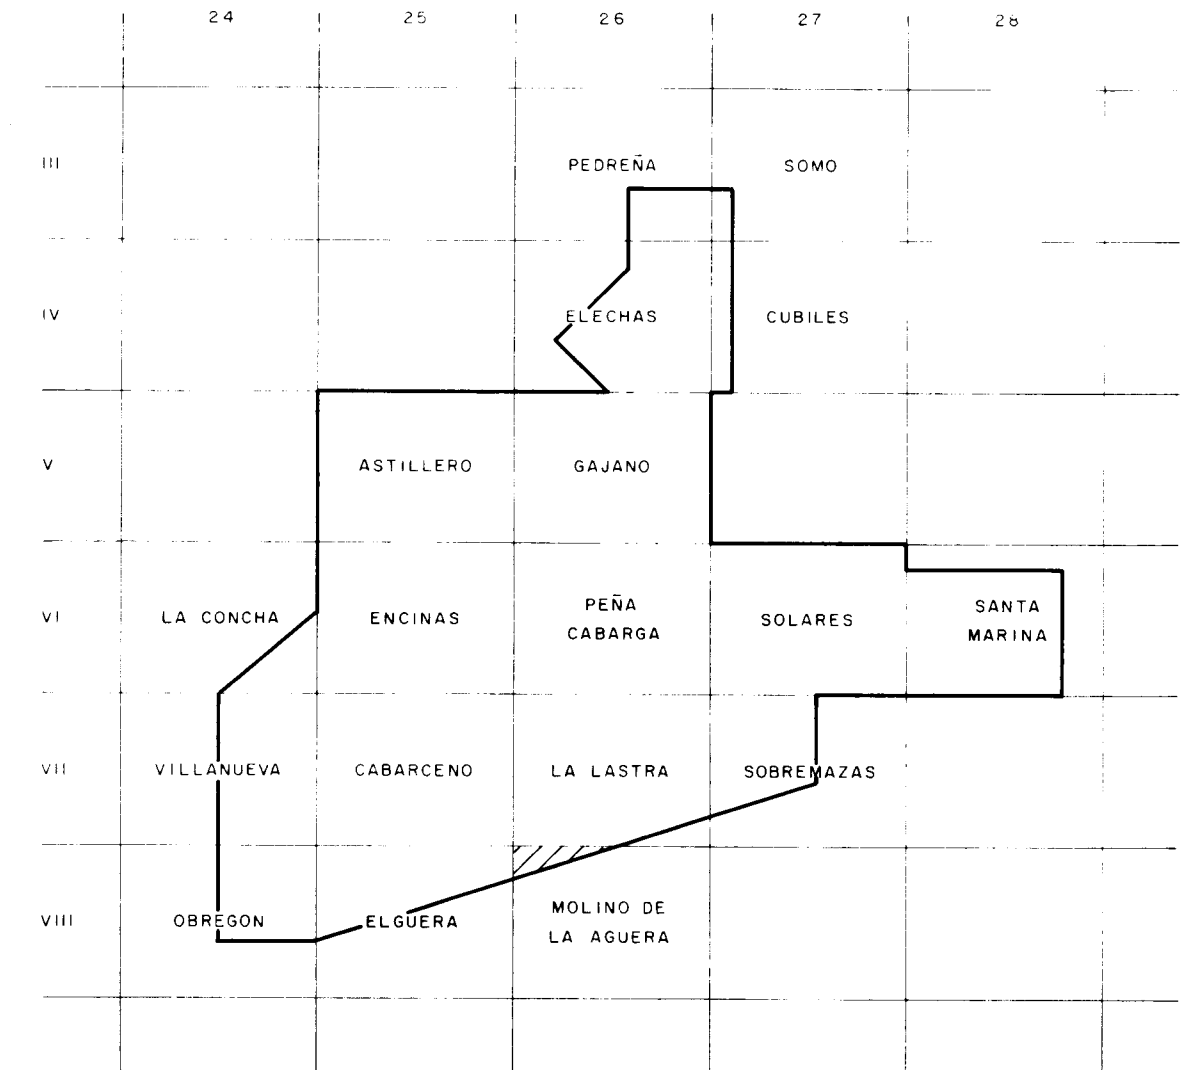 24 25 26 27 28
III PEDREÑA SOMO
IV ELECHAS CUBILES
V ASTILLERO GAJANO
VI LA CONCHA ENCINAS PEÑA CABARGA SOLARES SANTA MARINA
VII VILLANUEVA CABARCENO LA LASTRA SOBREMAZAS
VIII OBREGON ELGUERA MOLINO DE LA AGUERA